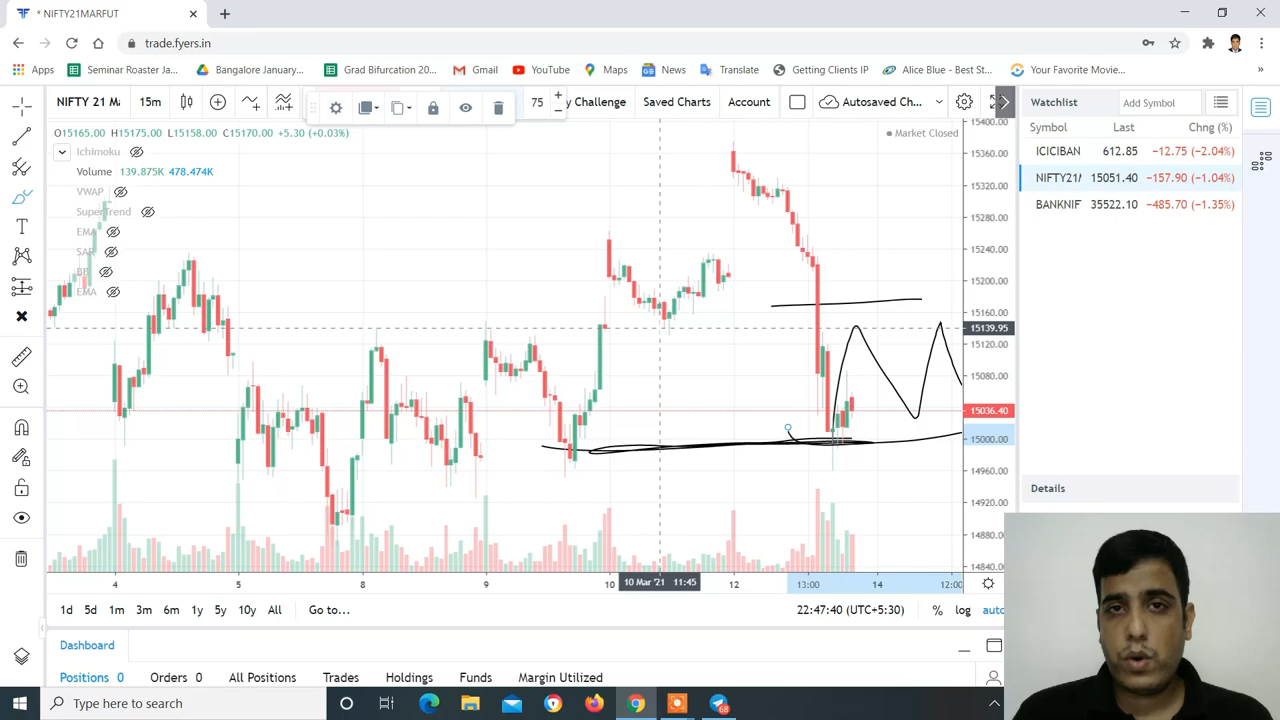 * NIFTY21MARFUT
trade.fyers.in
Apps
Seminar Roaster Ja...
Bangalore January...
Grad Bifurcation 20...
Gmail
YouTube
Maps
News
Translate
Getting Clients IP
Alice Blue - Best St...
Your Favorite Movie...
NIFTY 21 Ma
15m
75
y Challenge
Saved Charts
Account
Autosaved Ch...
Watchlist
Add Symbol
O15165.00 H15175.00 L15158.00 C15170.00 +5.30 (+0.03%)
Market Closed
Ichimoku
Volume 139.875K 478.474K
VWAP
SuperTrend
EMA
SAR
BB
EMA
Symbol Last Chng (%)
ICICIBAN 612.85 −12.75 (−2.04%)
NIFTY21M 15051.40 −157.90 (−1.04%)
BANKNIF 35522.10 −485.70 (−1.35%)
Details
15400.00
15360.00
15320.00
15280.00
15240.00
15200.00
15160.00
15139.95
15120.00
15080.00
15036.40
15000.00
14960.00
14920.00
14880.00
14840.00
4 5 8 9 10 10 Mar '21 11:45 12 13:00 14 12:00
1d 5d 1m 3m 6m 1y 5y 10y All Go to...
22:47:40 (UTC+5:30) % log auto
Dashboard
Positions 0 Orders 0 All Positions Trades Holdings Funds Margin Utilized
Type here to search
68